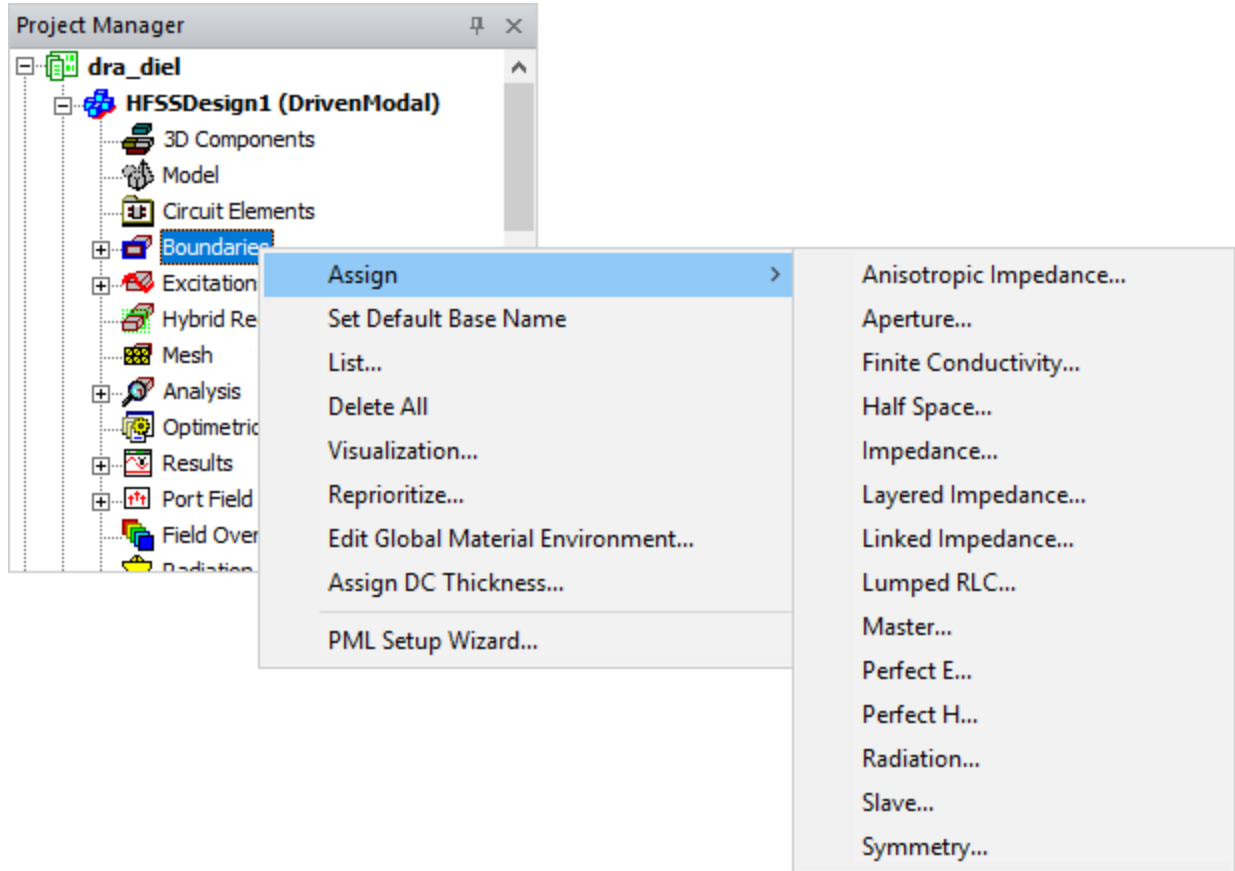 Project Manager
dra_diel
HFSSDesign1 (DrivenModal)
3D Components
Model
Circuit Elements
Boundaries
Excitation
Hybrid Re
Mesh
Analysis
Optimetric
Results
Port Field
Field Over
Radiation
Assign
Set Default Base Name
List...
Delete All
Visualization...
Reprioritize...
Edit Global Material Environment...
Assign DC Thickness...
PML Setup Wizard...
Anisotropic Impedance...
Aperture...
Finite Conductivity...
Half Space...
Impedance...
Layered Impedance...
Linked Impedance...
Lumped RLC...
Master...
Perfect E...
Perfect H...
Radiation...
Slave...
Symmetry...